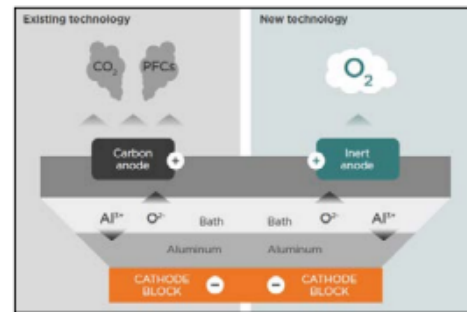 Existing technology
New technology
CO₂
PFCs
O₂
Carbon
anode
+
+
Inert
anode
Al³⁺
O²⁻
Bath
Bath
O²⁻
Al³⁺
Aluminum
Aluminum
CATHODE
BLOCK
−
−
CATHODE
BLOCK